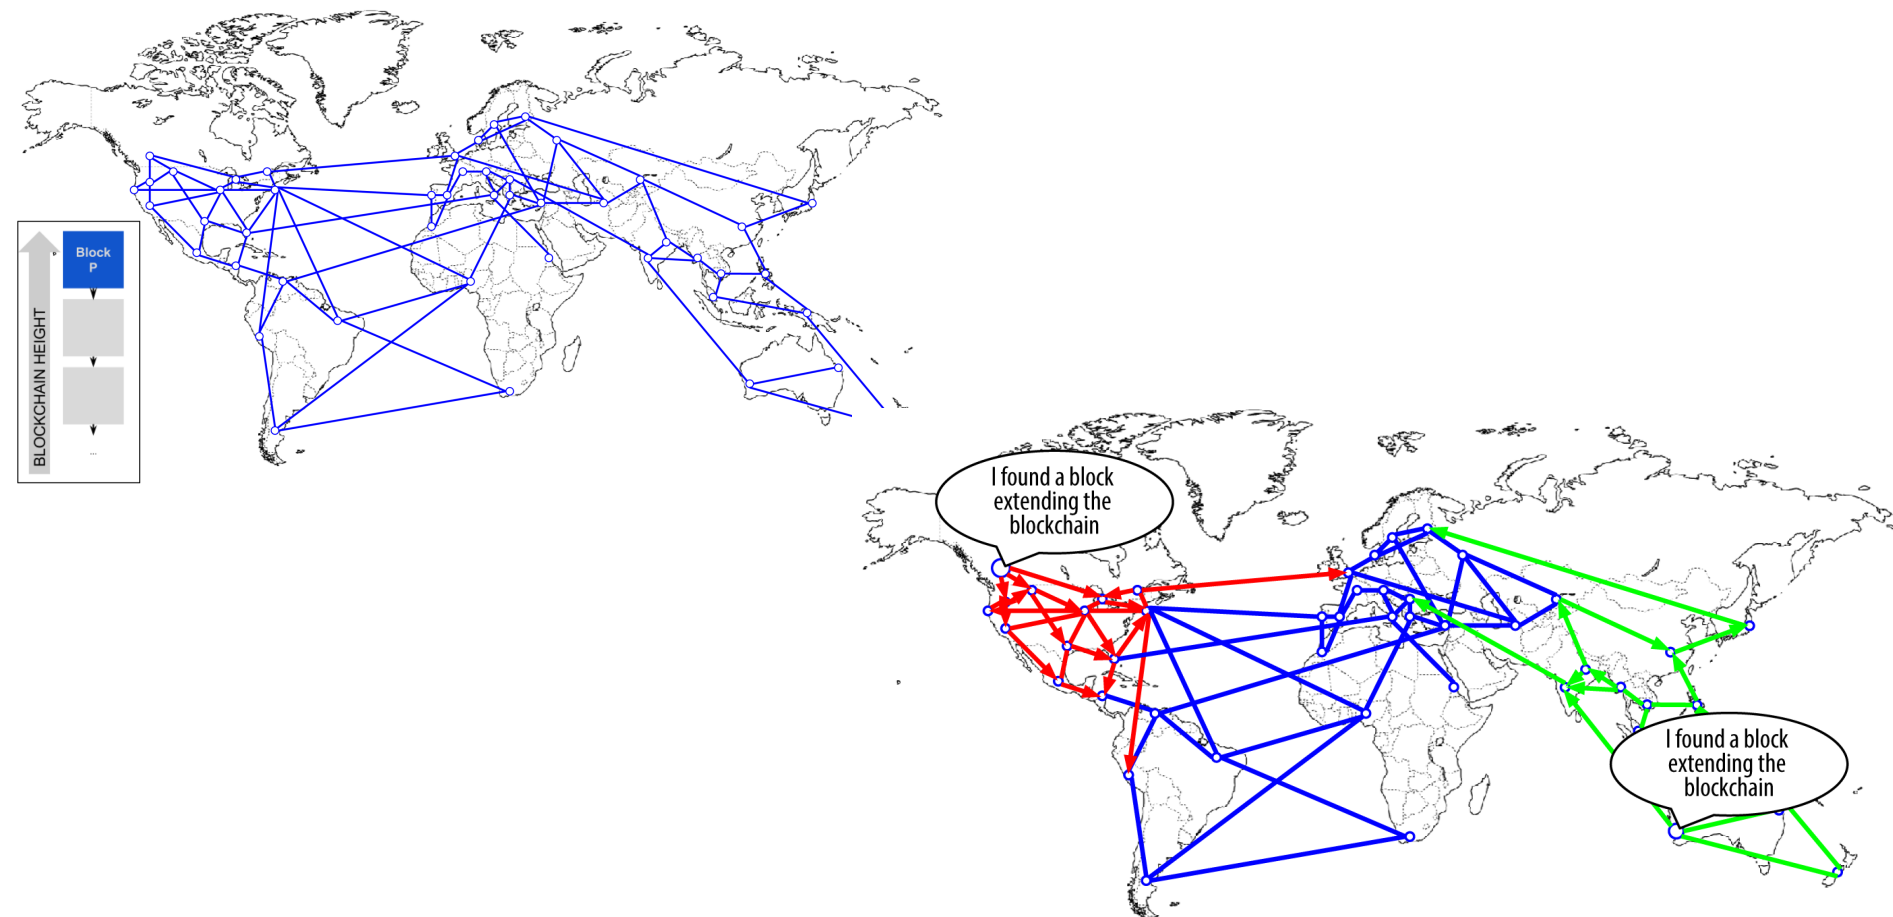 Block
P
BLOCKCHAIN HEIGHT
...
I found a block
extending the
blockchain
I found a block
extending the
blockchain